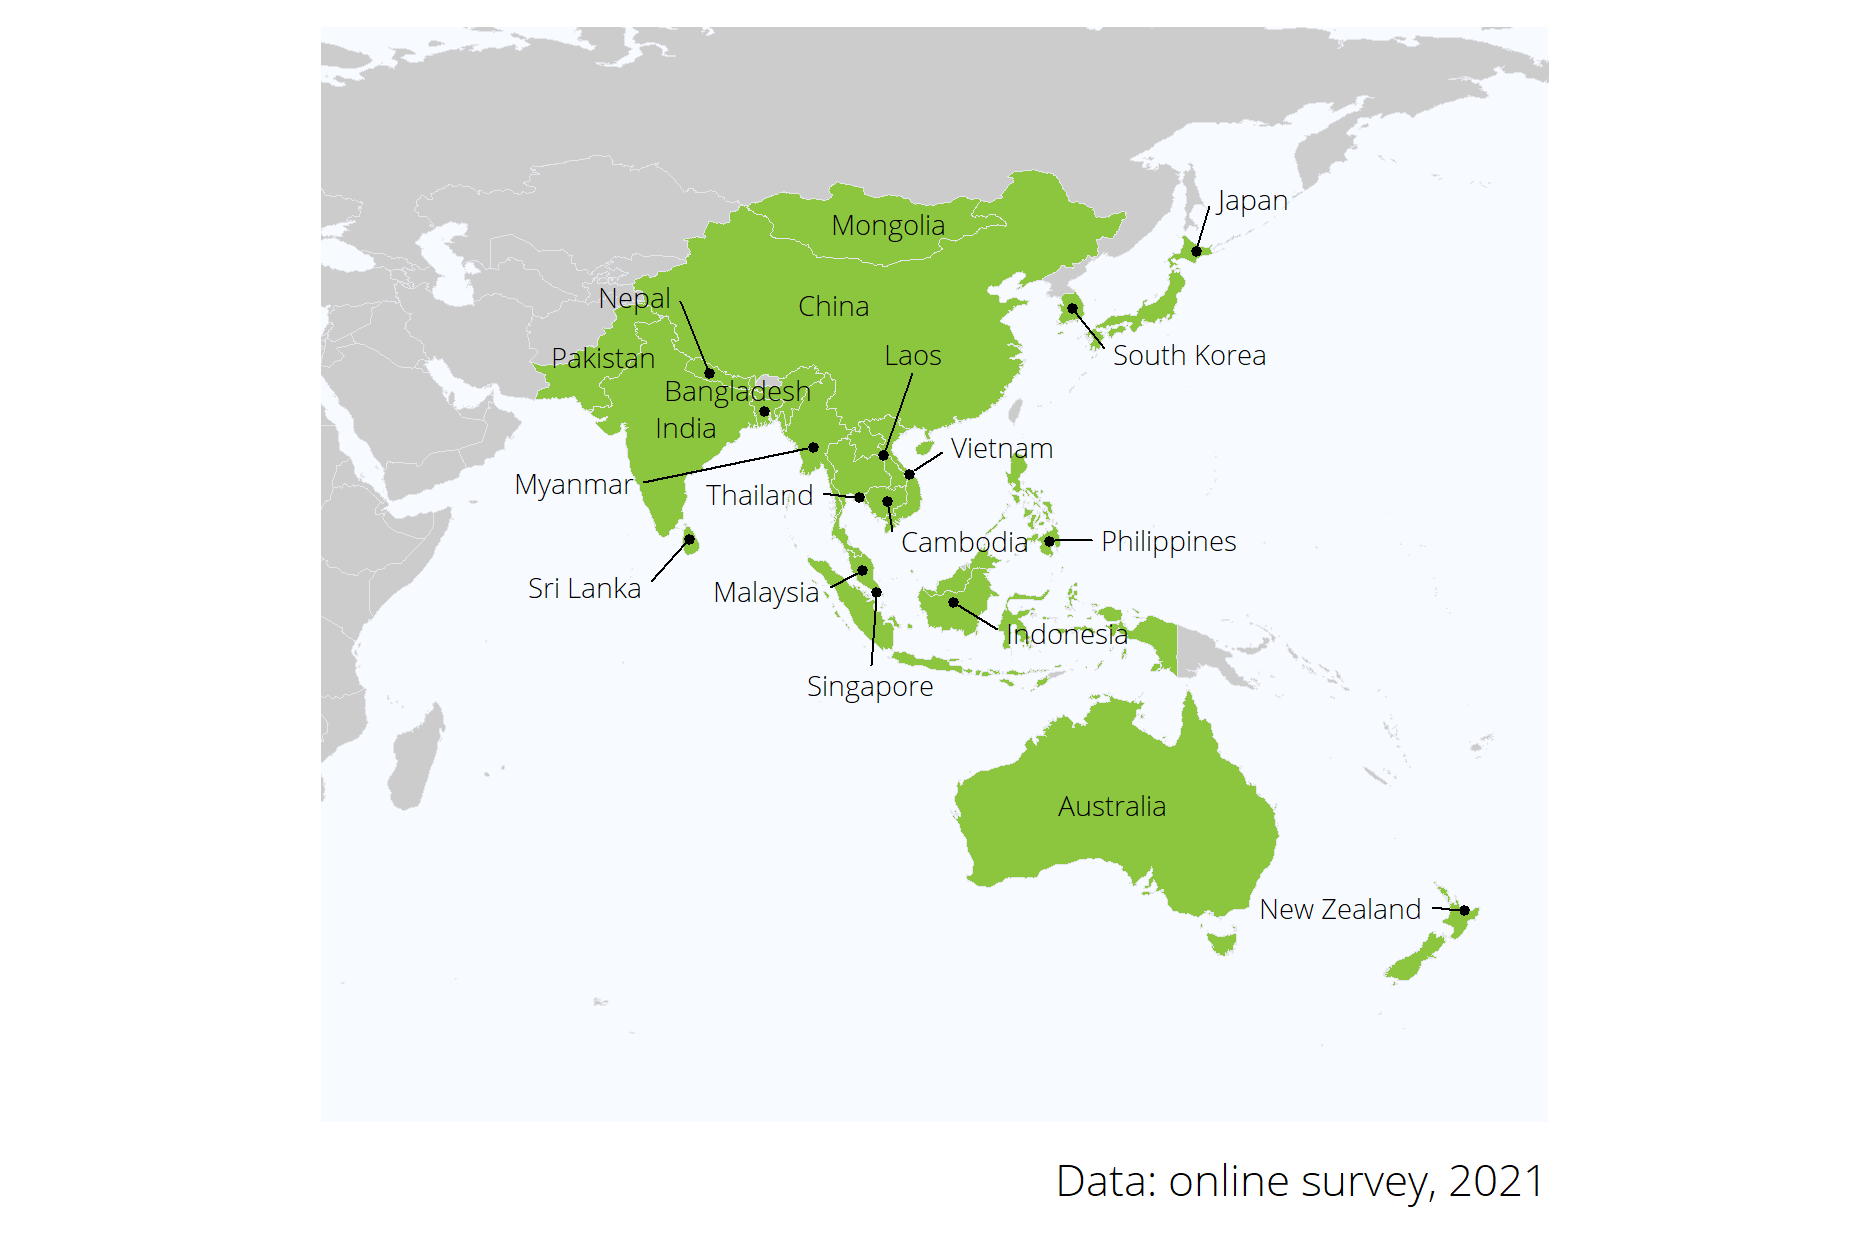 Japan
Mongolia
Nepal
China
Pakistan
Laos
South Korea
Bangladesh
India
Vietnam
Myanmar
Thailand
Cambodia
Philippines
Sri Lanka
Malaysia
Indonesia
Singapore
Australia
New Zealand
Data: online survey, 2021